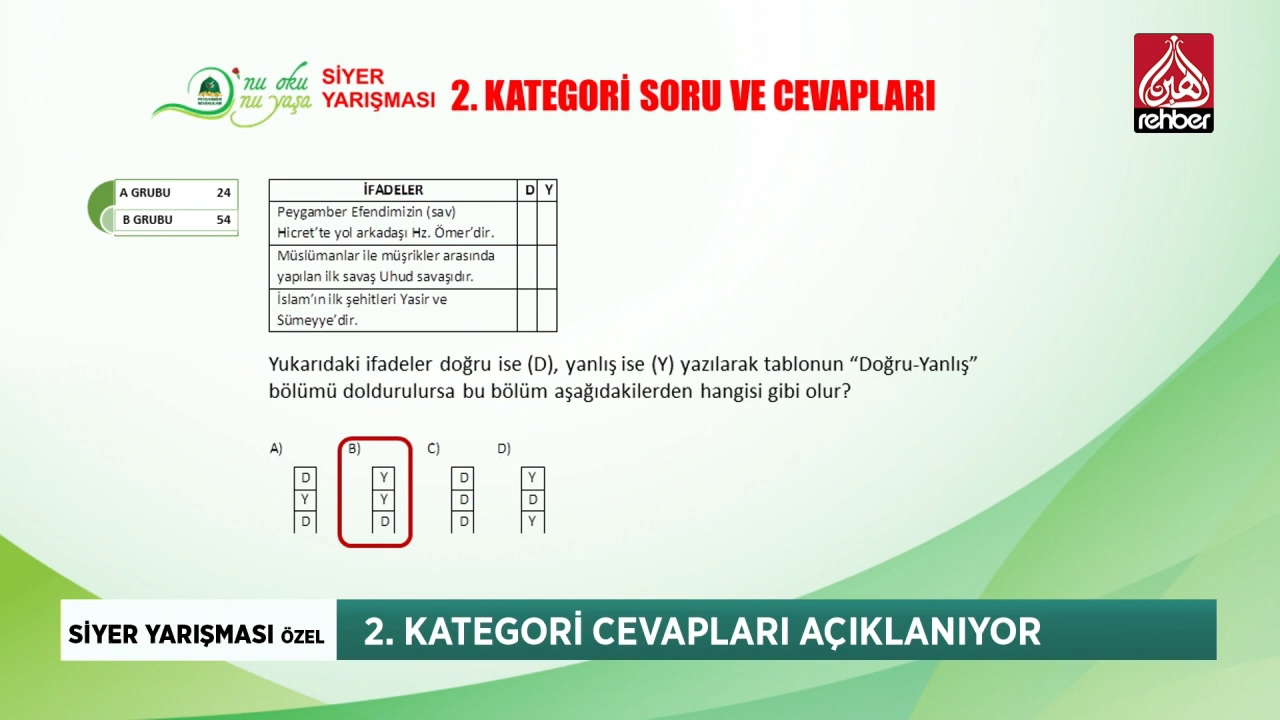 nu oku
nu yaşa
SİYER
YARIŞMASI
2. KATEGORİ SORU VE CEVAPLARI
rehber
A GRUBU 24
B GRUBU 54
İFADELER D Y
Peygamber Efendimizin (sav)
Hicret’te yol arkadaşı Hz. Ömer’dir.
Müslümanlar ile müşrikler arasında
yapılan ilk savaş Uhud savaşıdır.
İslam’ın ilk şehitleri Yasir ve
Sümeyye’dir.
Yukarıdaki ifadeler doğru ise (D), yanlış ise (Y) yazılarak tablonun “Doğru-Yanlış”
bölümü doldurulursa bu bölüm aşağıdakilerden hangisi gibi olur?
A) B) C) D)
D Y D Y
Y Y D D
D D D Y
SİYER YARIŞMASI ÖZEL
2. KATEGORİ CEVAPLARI AÇIKLANIYOR